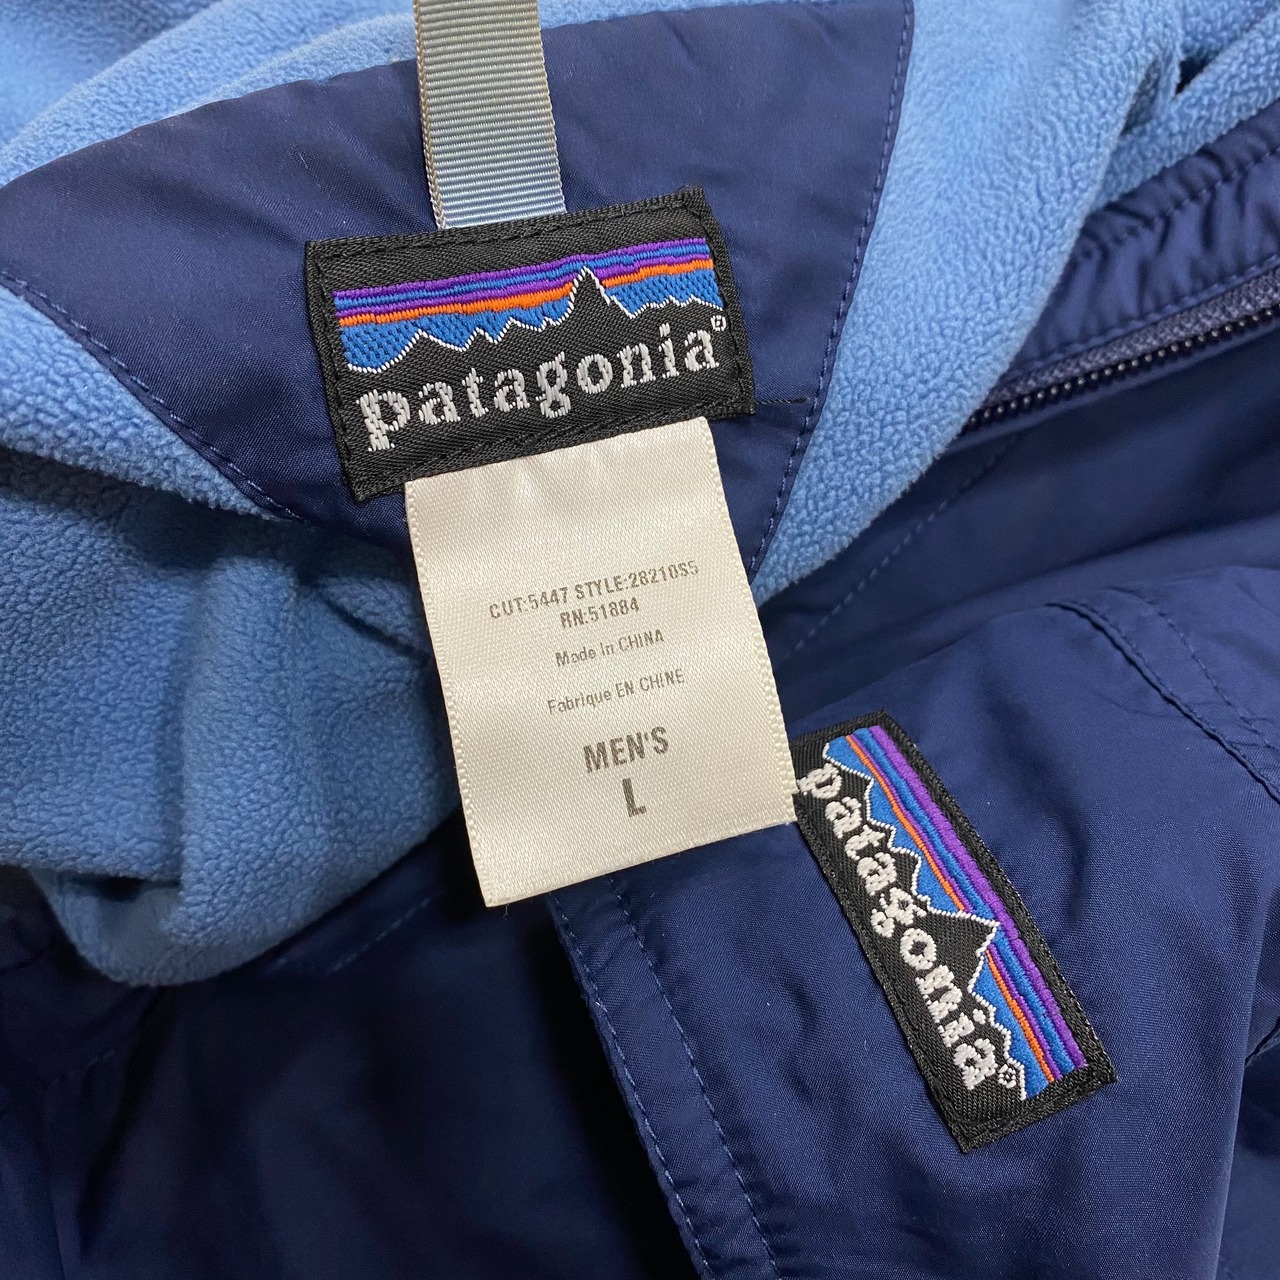 patagonia®
CUT:5447 STYLE:28210S5
RN:51884
Made In CHINA
Fabrique EN CHINE
MEN'S
L
patagonia®